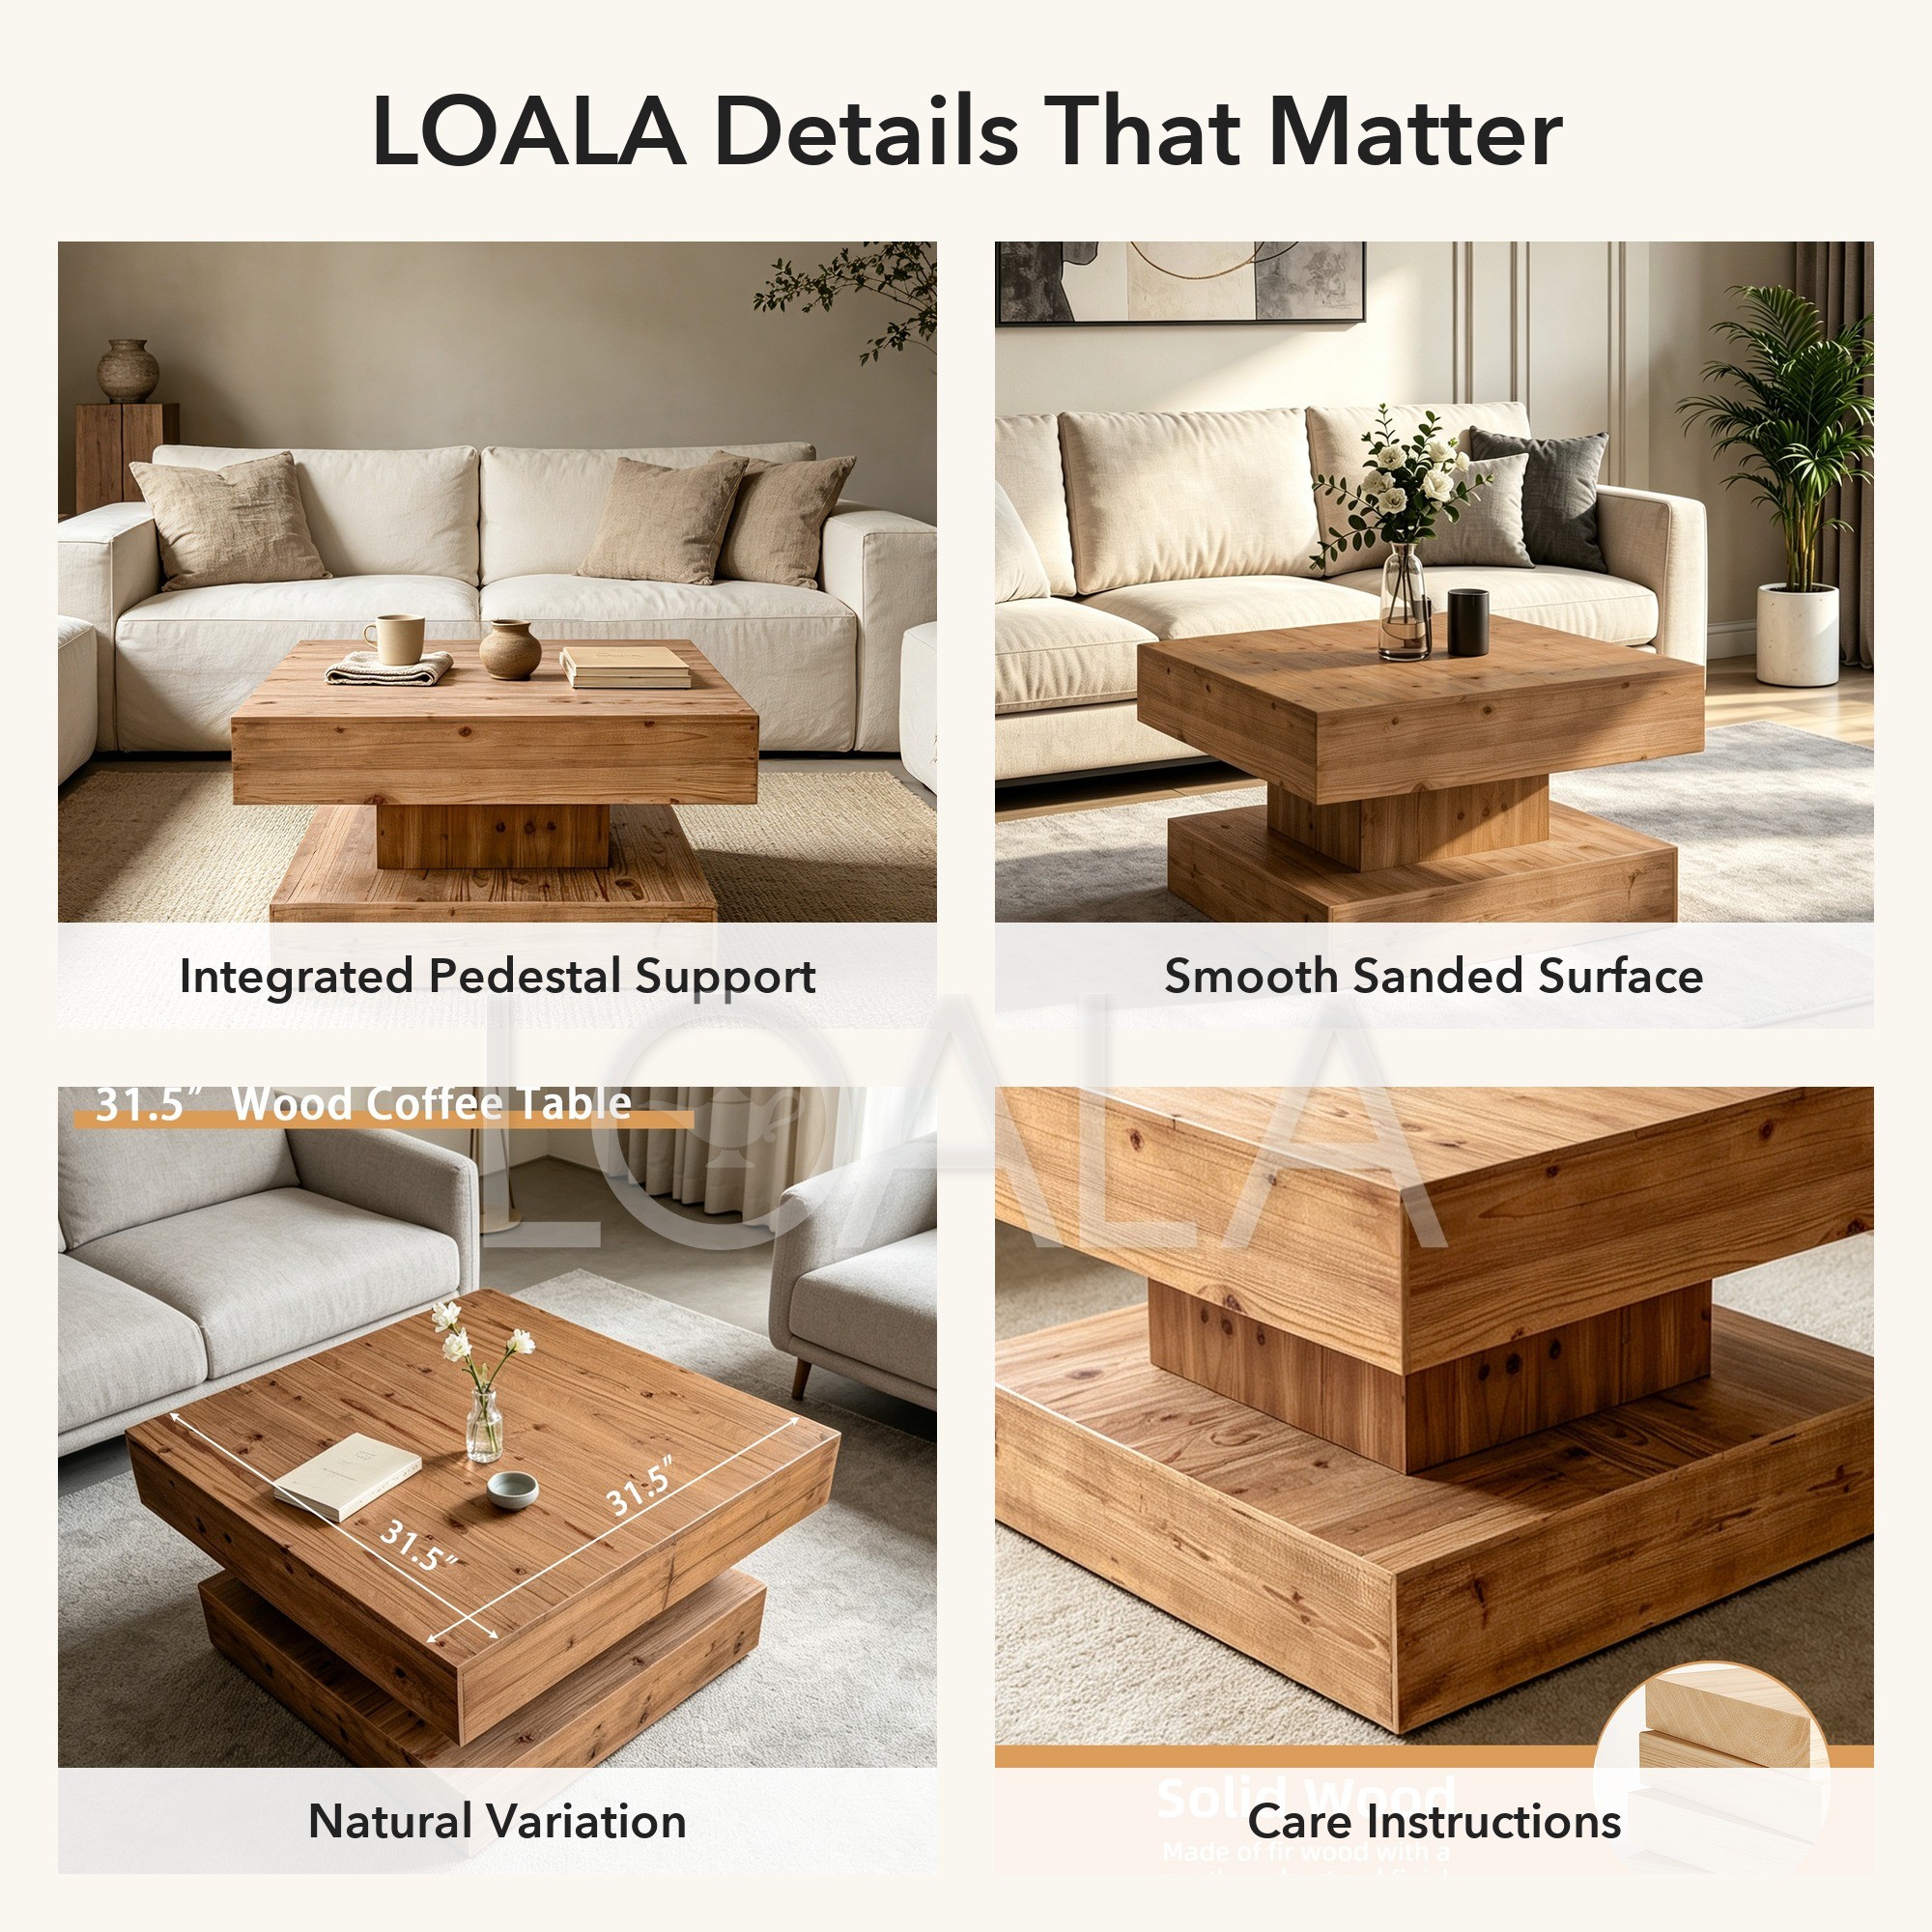 LOALA Details That Matter
Integrated Pedestal Support
Smooth Sanded Surface
LOALA
31.5” Wood Coffee Table
31.5”
31.5”
Natural Variation
Solid Wood
Care Instructions
Made of fir wood with a